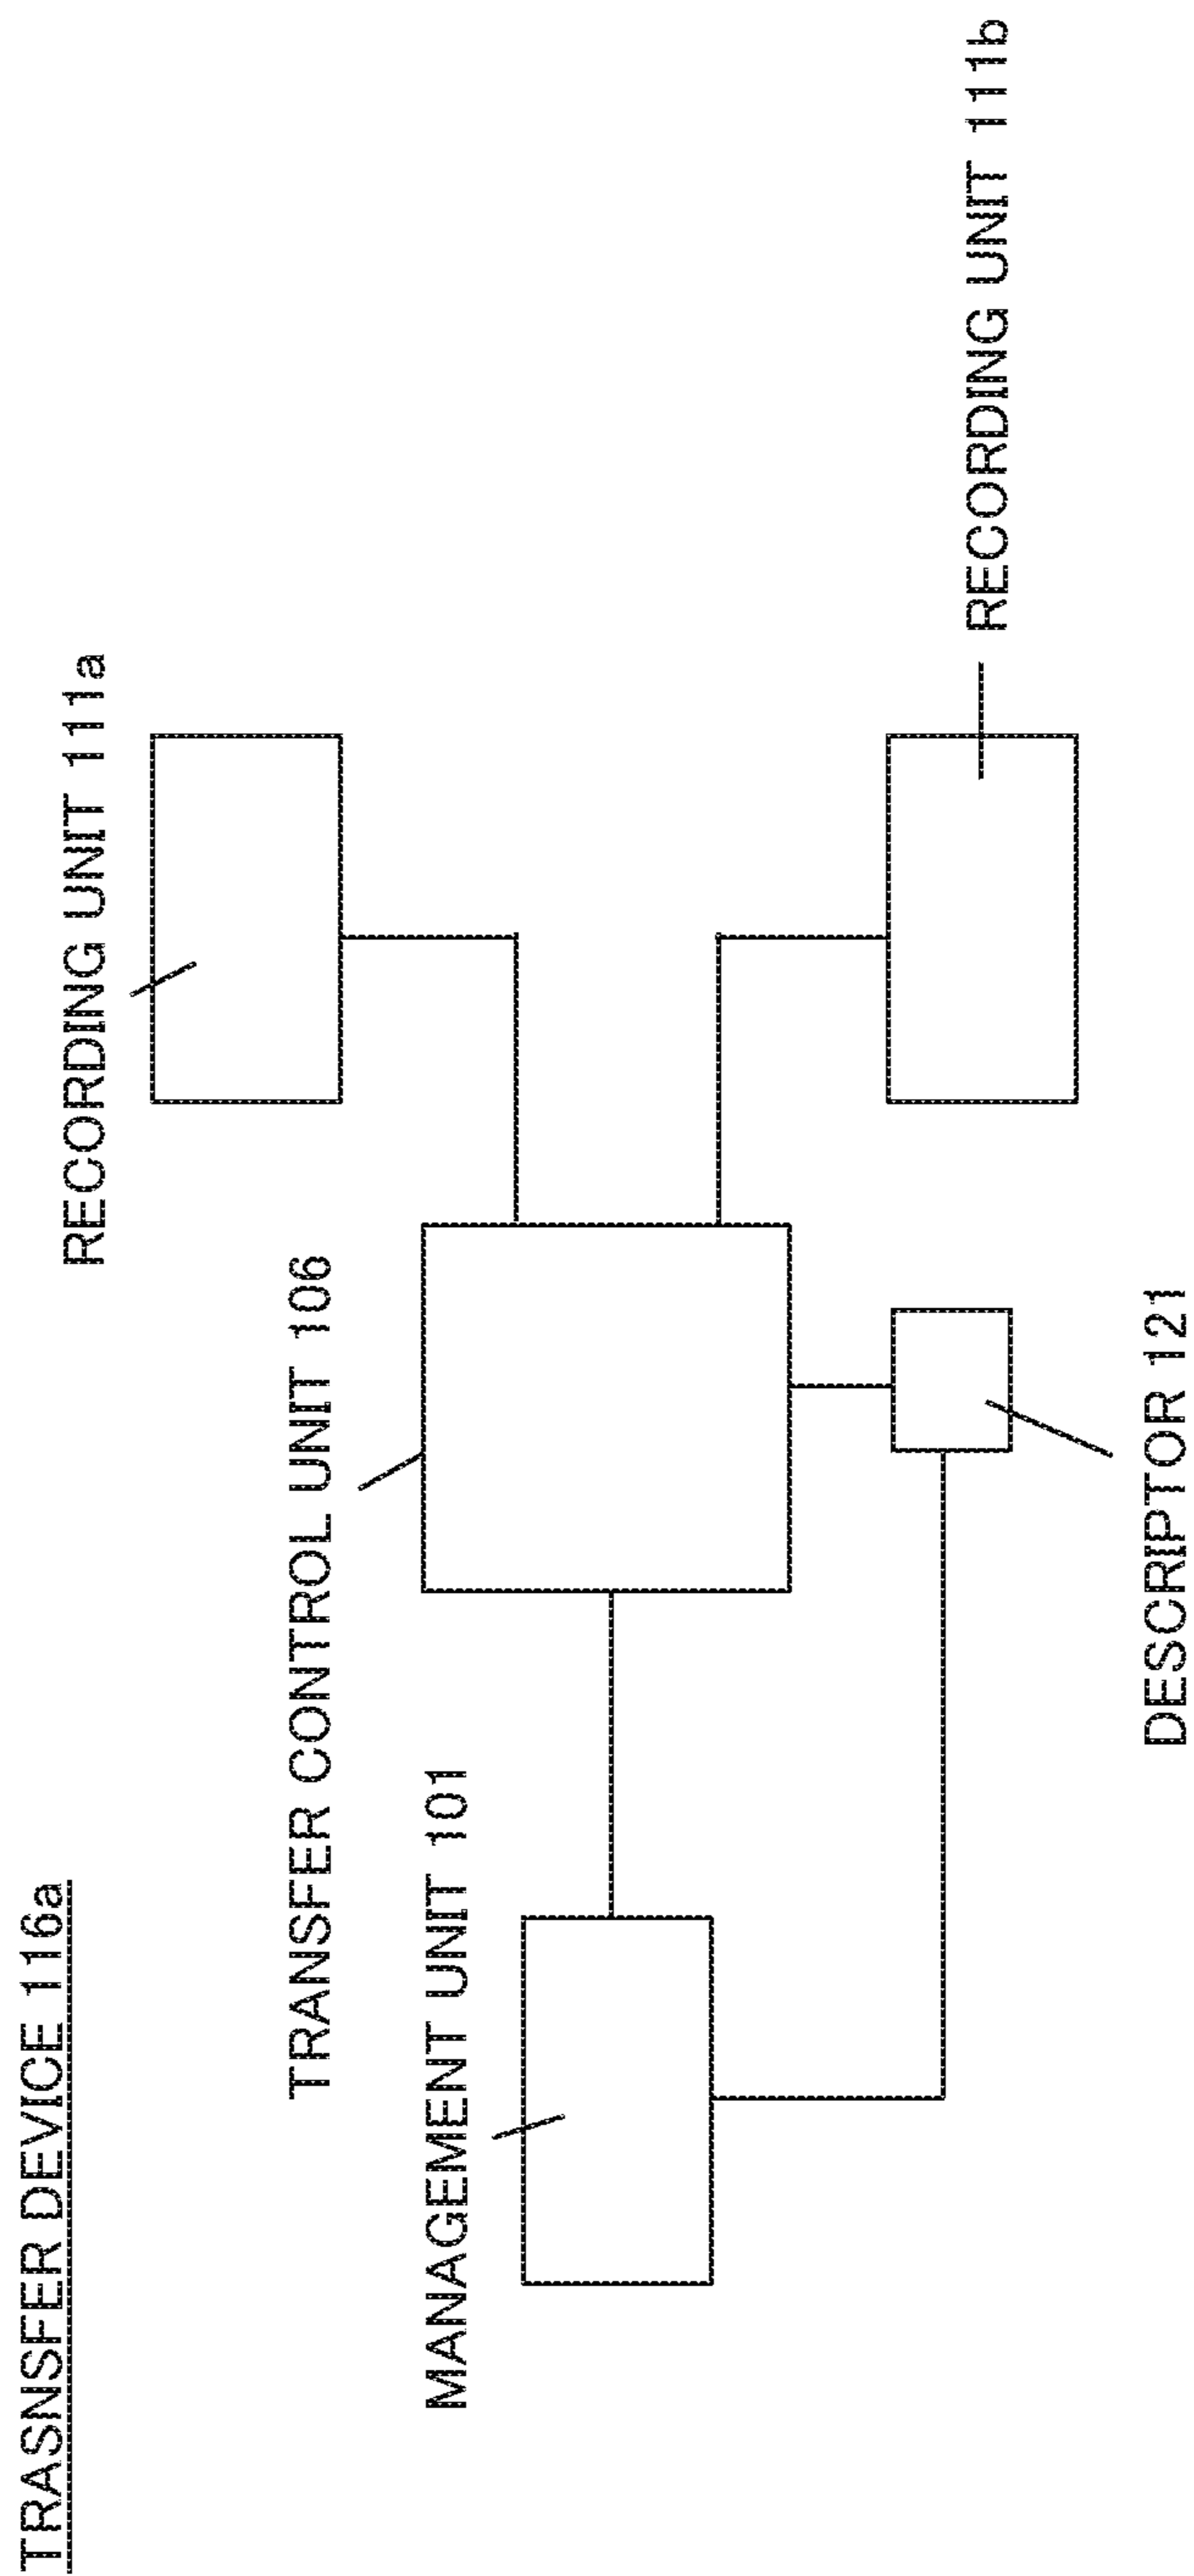 TRASNSFER DEVICE 116a
RECORDING UNIT 111a
TRANSFER CONTROL UNIT 106
MANAGEMENT UNIT 101
RECORDING UNIT 111b
DESCRIPTOR 121